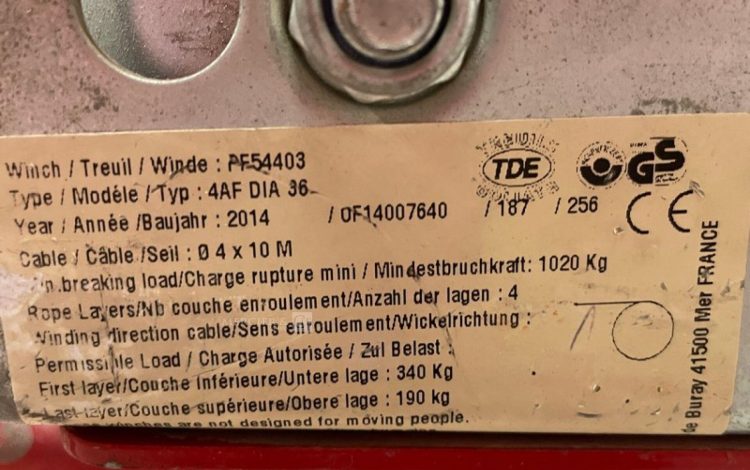 Winch / Treuil / Winde : PF54403
Type / Modéle / Typ : 4AF DIA 36
Year / Année /Baujahr : 2014 / OF14007640 / 187 / 256
Cable / Câble /Seil : Ø 4 x 10 M
breaking load/Charge rupture mini / Mindestbruchkraft: 1020 Kg
Rope Layers/Nb couche enroulement/Anzahl der lagen : 4
Winding direction cable/Sens enroulement/Wickelrichtung :
Permissible Load / Charge Autorisée / Zul Belast :
First layer/Couche inférieure/Untere lage : 340 Kg
Last layer/Couche supérieure/Obere lage : 190 kg
are not designed for moving people.
TDE
GS
CE
de Buray 41500 Mer FRANCE